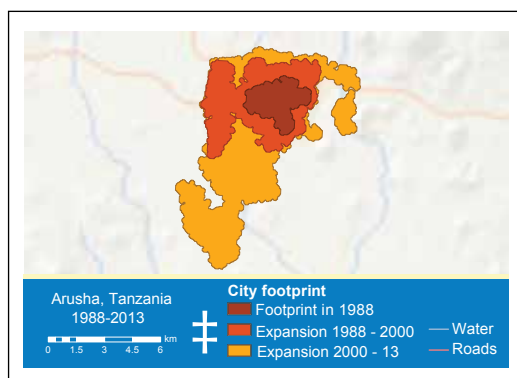 Arusha, Tanzania
1988-2013
km
0 1.5 3 4.5 6
City footprint
Footprint in 1988
Expansion 1988 - 2000
Expansion 2000 - 13
Water
Roads